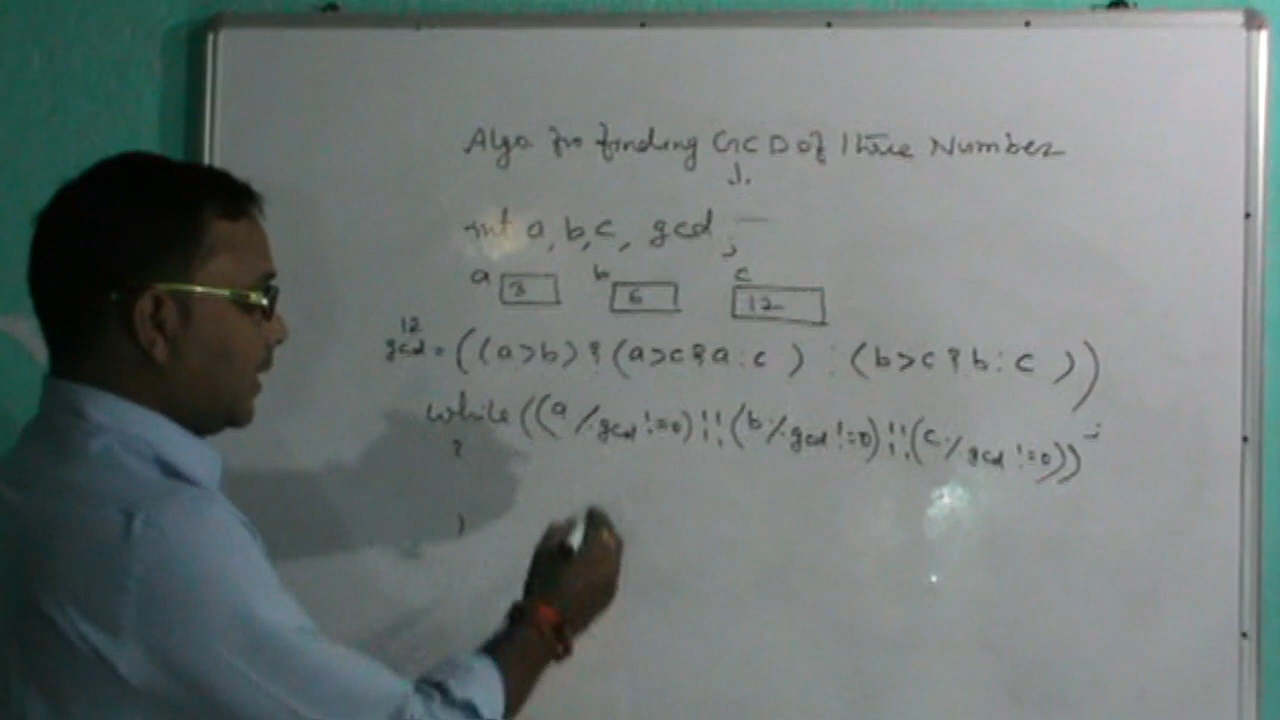 Algo for finding GCD of three Number
int a, b, c, gcd ;
a 3 b 6 c 12
12
gcd = ((a>b) ? (a>c?a:c) : (b>c?b:c))
while((a%gcd!=0)||(b%gcd!=0)||(c%gcd!=0))
{
}